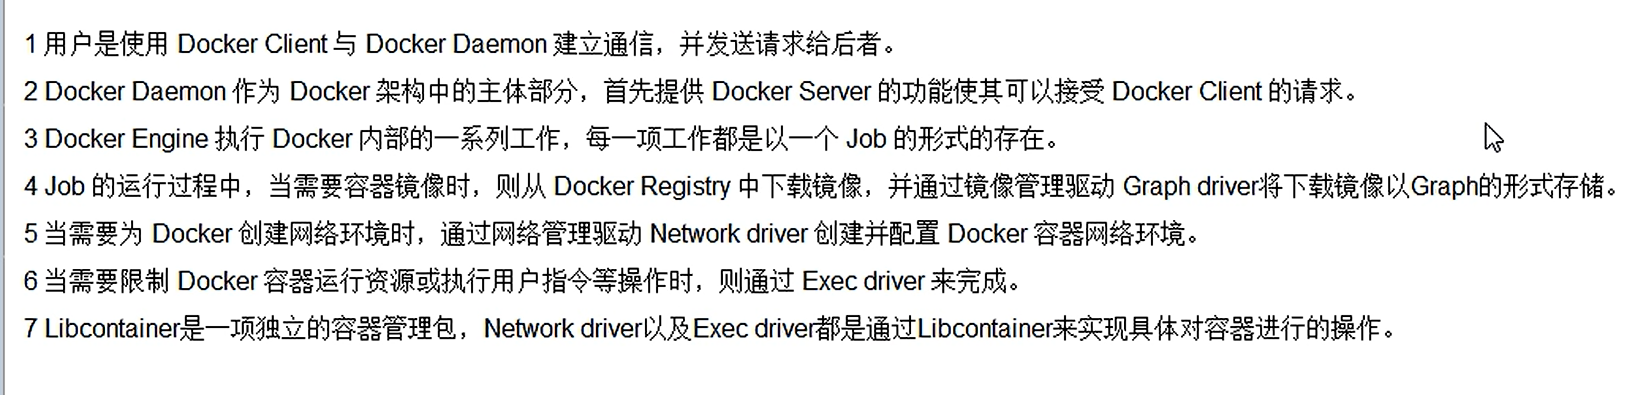 1 用户是使用 Docker Client 与 Docker Daemon 建立通信，并发送请求给后者。
2 Docker Daemon 作为 Docker 架构中的主体部分，首先提供 Docker Server 的功能使其可以接受 Docker Client 的请求。
3 Docker Engine 执行 Docker 内部的一系列工作，每一项工作都是以一个 Job 的形式的存在。
4 Job 的运行过程中，当需要容器镜像时，则从 Docker Registry 中下载镜像，并通过镜像管理驱动 Graph driver将下载镜像以Graph的形式存储。
5 当需要为 Docker 创建网络环境时，通过网络管理驱动 Network driver 创建并配置 Docker 容器网络环境。
6 当需要限制 Docker 容器运行资源或执行用户指令等操作时，则通过 Exec driver 来完成。
7 Libcontainer是一项独立的容器管理包，Network driver以及Exec driver都是通过Libcontainer来实现具体对容器进行的操作。